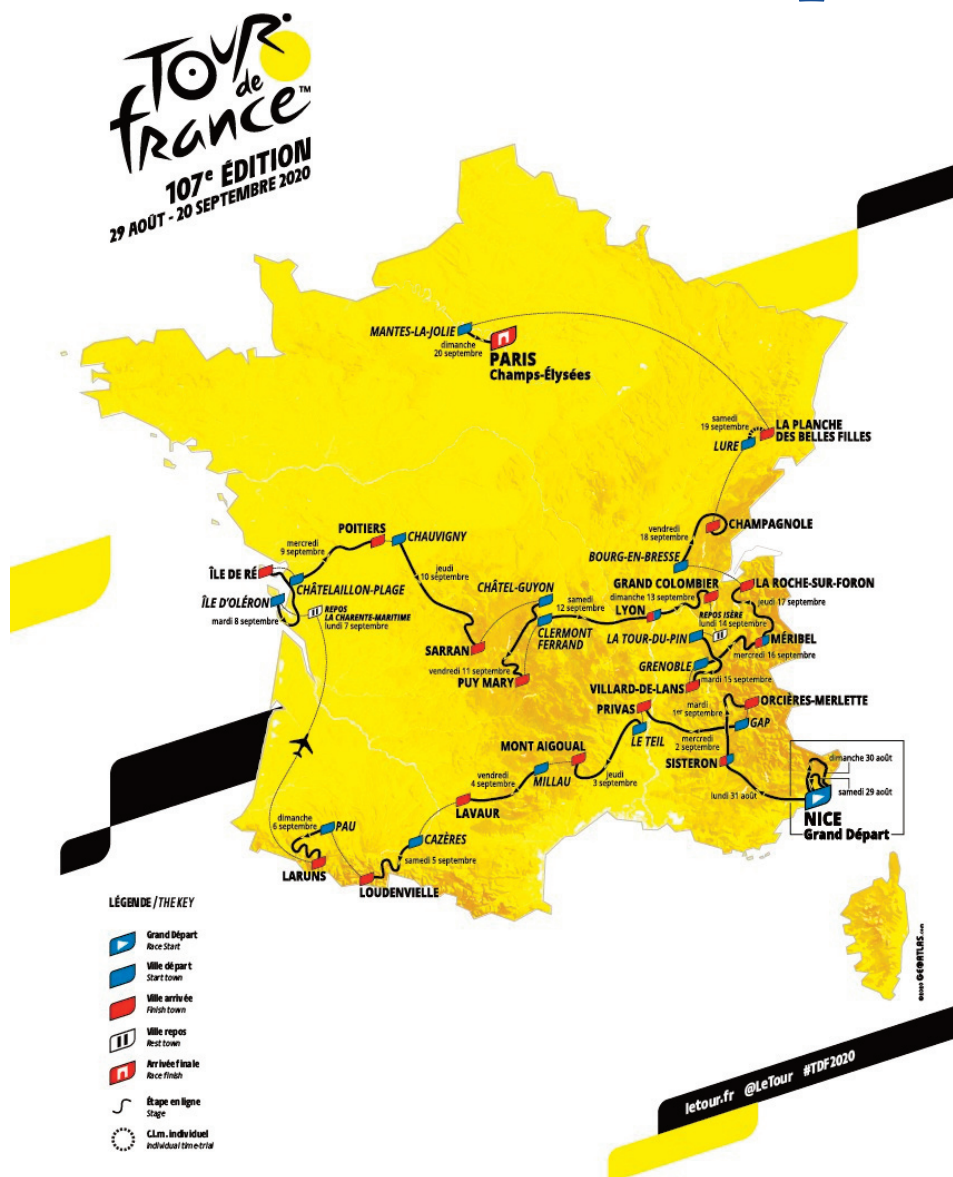 TOUR
de
france™
107e ÉDITION
29 AOÛT - 20 SEPTEMBRE 2020
MANTES-LA-JOLIE
dimanche
20 septembre
PARIS
Champs-Élysées
samedi
19 septembre
LA PLANCHE
DES BELLES FILLES
LURE
vendredi
18 septembre
CHAMPAGNOLE
POITIERS
CHAUVIGNY
mercredi
9 septembre
BOURG-EN-BRESSE
ÎLE DE RÉ
CHÂTELAILLON-PLAGE
jeudi
10 septembre
CHÂTEL-GUYON
GRAND COLOMBIER
LA ROCHE-SUR-FORON
ÎLE D'OLÉRON
mardi 8 septembre
REPOS
LA CHARENTE-MARITIME
lundi 7 septembre
samedi
12 septembre
dimanche 13 septembre
LYON
REPOS ISÈRE
lundi 14 septembre
jeudi 17 septembre
CLERMONT
FERRAND
LA TOUR-DU-PIN
MÉRIBEL
mercredi 16 septembre
SARRAN
vendredi 11 septembre
PUY MARY
GRENOBLE
mardi 15 septembre
VILLARD-DE-LANS
PRIVAS
mardi
1er septembre
ORCIÈRES-MERLETTE
GAP
LE TEIL
mercredi
2 septembre
SISTERON
MONT AIGOUAL
vendredi
4 septembre
MILLAU
jeudi
3 septembre
dimanche 30 août
lundi 31 août
samedi 29 août
NICE
Grand Départ
LAVAUR
dimanche
6 septembre
PAU
CAZÈRES
samedi 5 septembre
LARUNS
LOUDENVIELLE
LÉGENDE / THE KEY
Grand Départ
Race Start
Ville départ
Start town
Ville arrivée
Finish town
Ville repos
Rest town
Arrivée finale
Race finish
Étape en ligne
Stage
C.l.m. individuel
Individual time-trial
letour.fr @LeTour #TDF2020